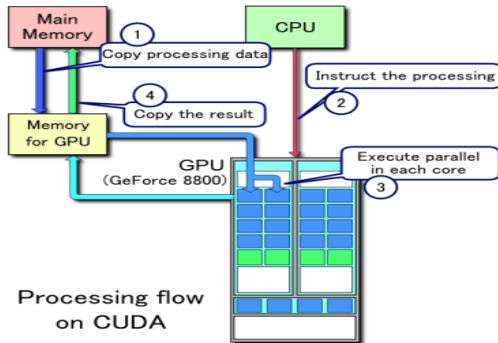 Main
Memory
1
CPU
Copy processing data
Instruct the processing
2
4
Copy the result
Memory
for GPU
GPU
(GeForce 8800)
Execute parallel
in each core
3
Processing flow
on CUDA